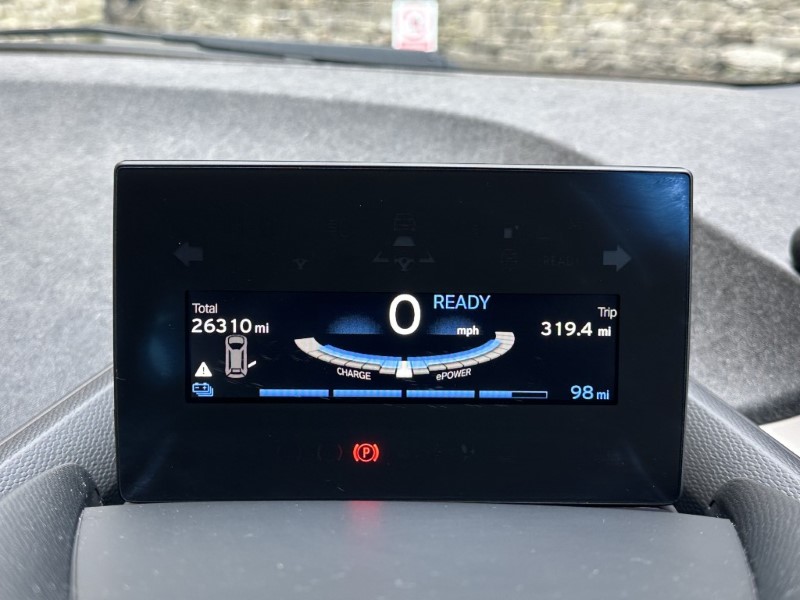 0 READY
mph
Total
26310 mi
Trip
319.4 mi
CHARGE
ePOWER
98 mi
P